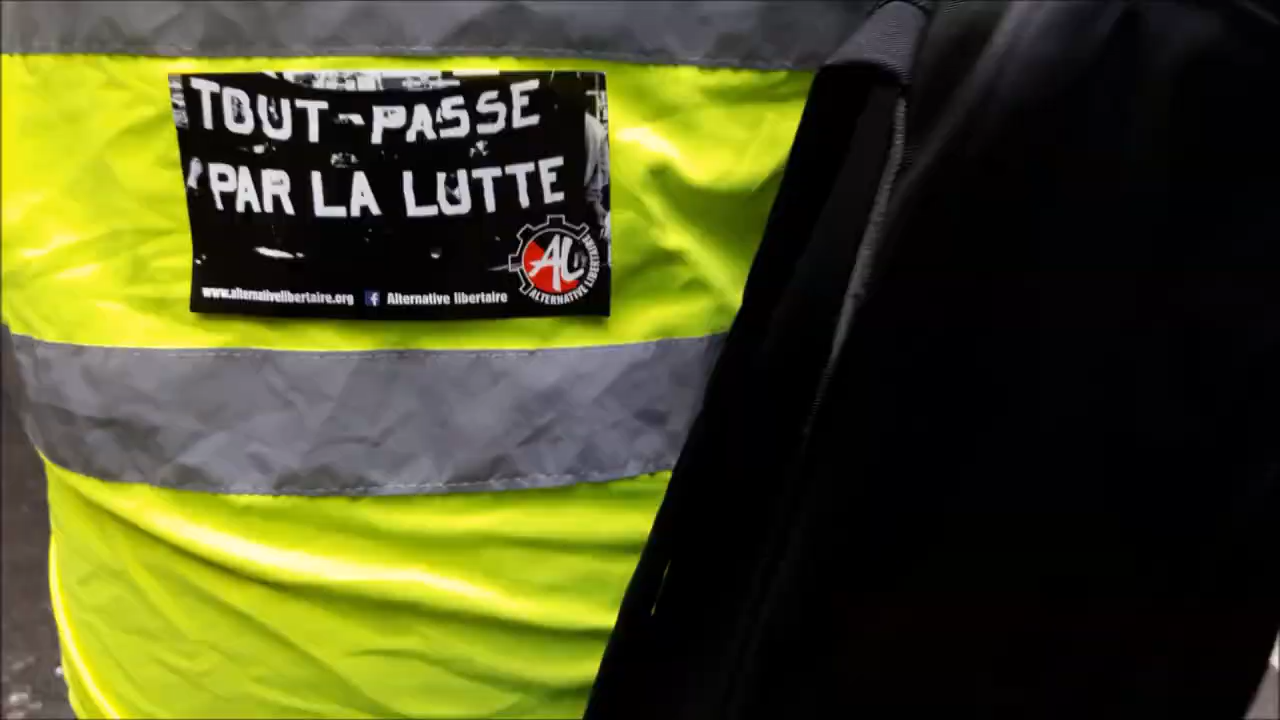 TOUT-PASSE
PAR LA LUTTE
AL
ALTERNATIVE LIBERTAIRE
www.alternativelibertaire.org f Alternative libertaire